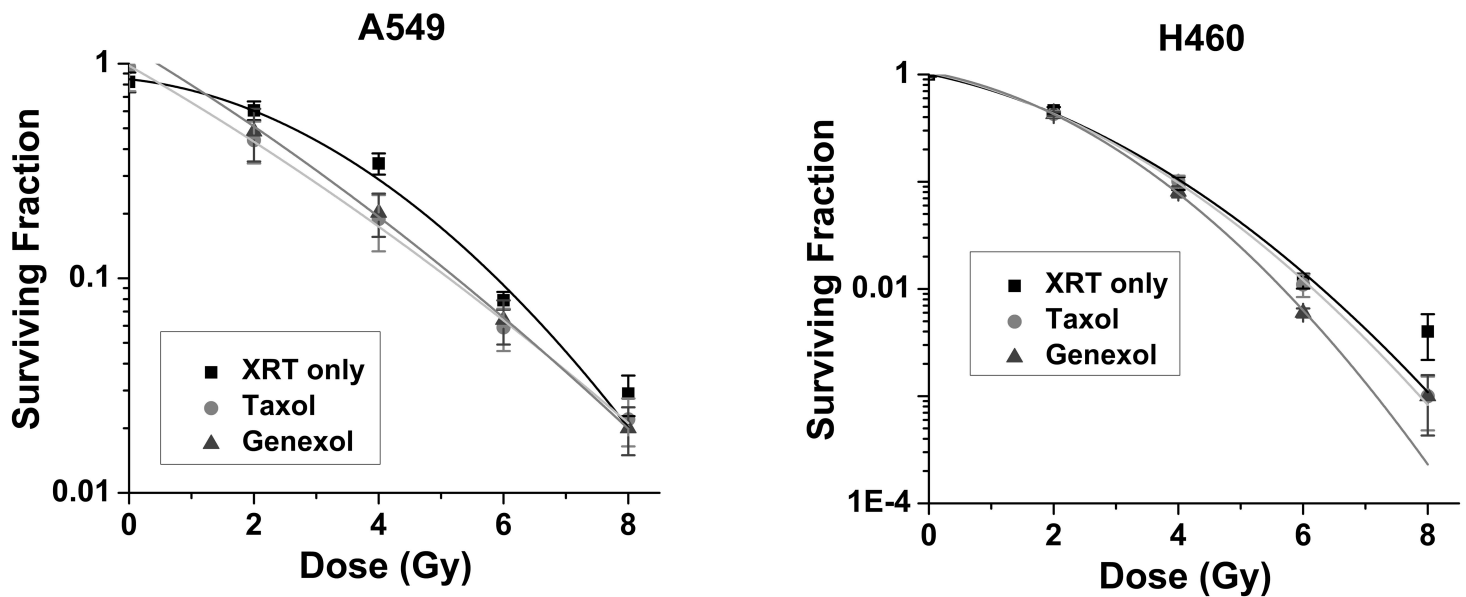 A549
Surviving Fraction
1
0.1
0.01
0 2 4 6 8
Dose (Gy)
XRT only
Taxol
Genexol
H460
Surviving Fraction
1
0.01
1E-4
0 2 4 6 8
Dose (Gy)
XRT only
Taxol
Genexol